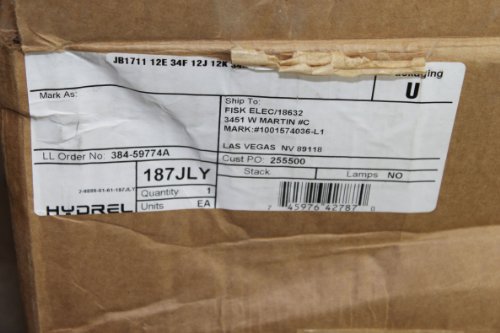 JB1711 12E 34F 12J 12K
Packaging
U
Mark As:
Ship To:
FISK ELEC/18632
3451 W MARTIN #C
MARK:#1001574036-L1
LAS VEGAS NV 89118
LL Order No: 384-59774A
Cust PO: 255500
187JLY
Stack
Lamps NO
Quantity 1
Units EA
HYDREL
7 45976 42787 0